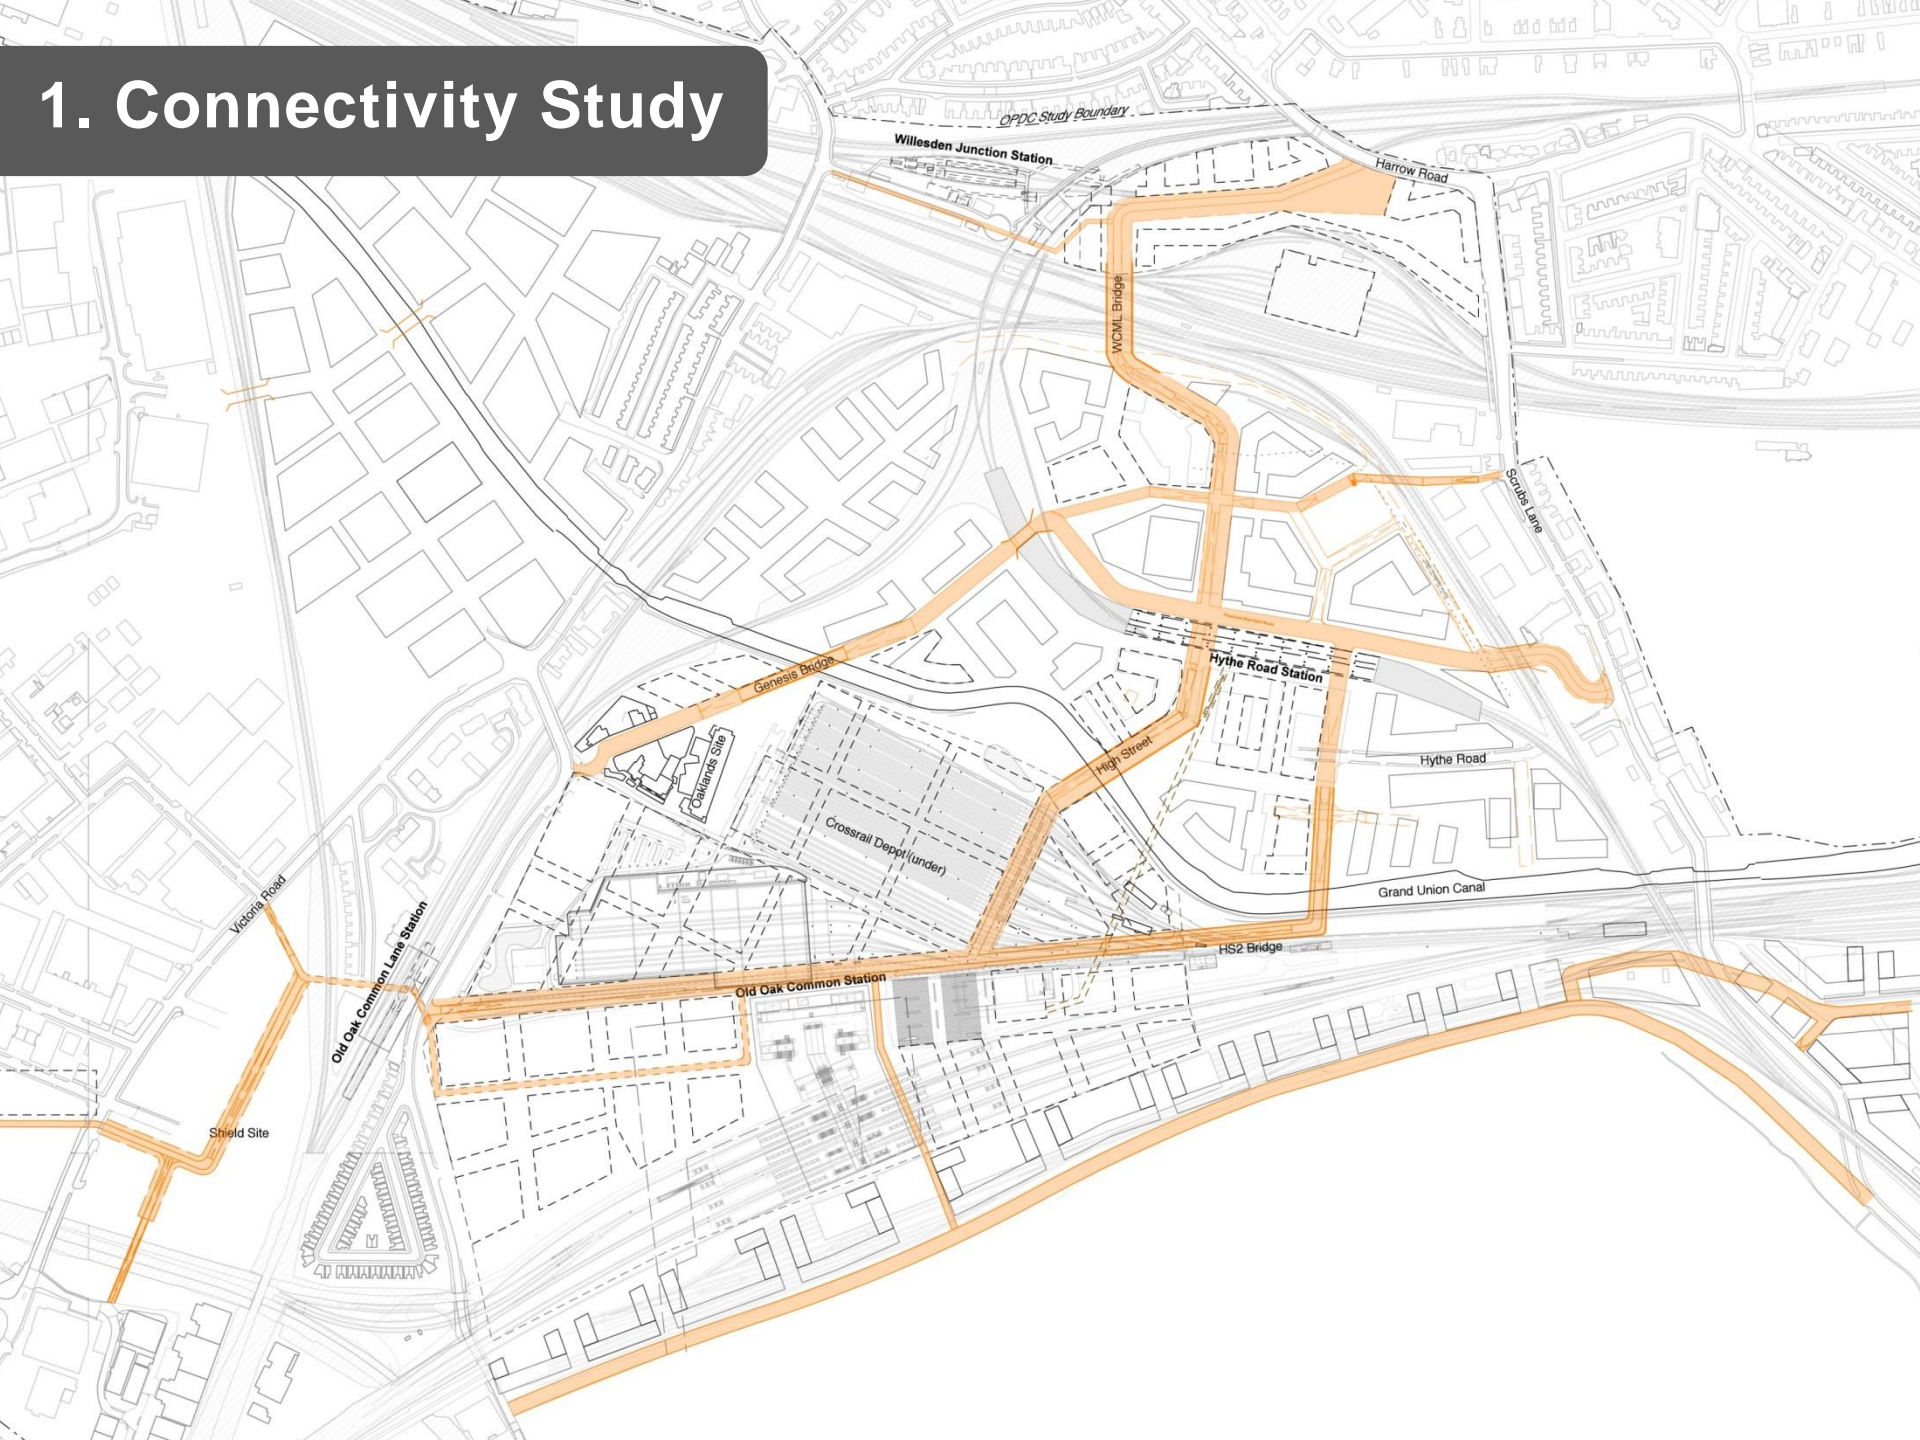 1. Connectivity Study
OPDC Study Boundary
Willesden Junction Station
Harrow Road
WCML Bridge
Scrubs Lane
Genesis Bridge
Hythe Road Station
Oaklands Site
High Street
Hythe Road
Crossrail Depot (under)
Grand Union Canal
Victoria Road
Old Oak Common Lane Station
HS2 Bridge
Old Oak Common Station
Shield Site